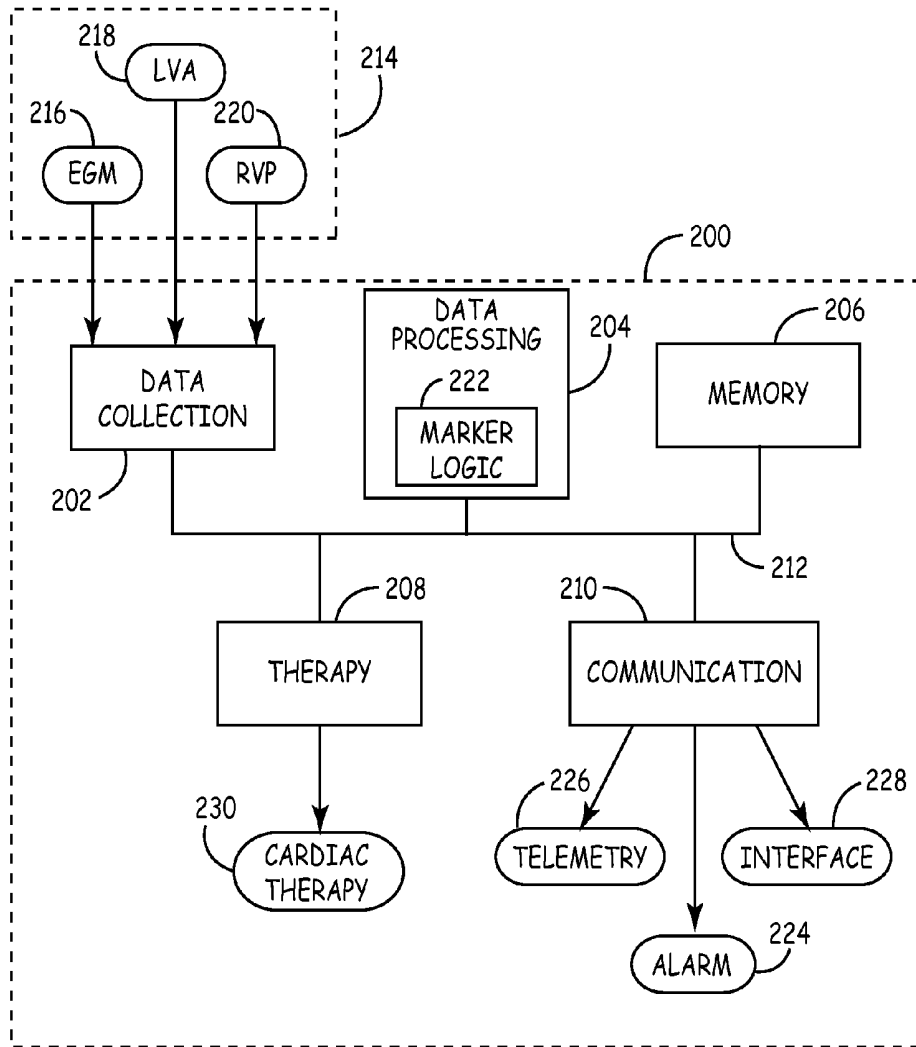 218
LVA
214
216
220
EGM
RVP
200
DATA
PROCESSING
204
206
222
MARKER
LOGIC
DATA
COLLECTION
MEMORY
202
212
208
210
THERAPY
COMMUNICATION
226
228
230
TELEMETRY
INTERFACE
CARDIAC
THERAPY
224
ALARM